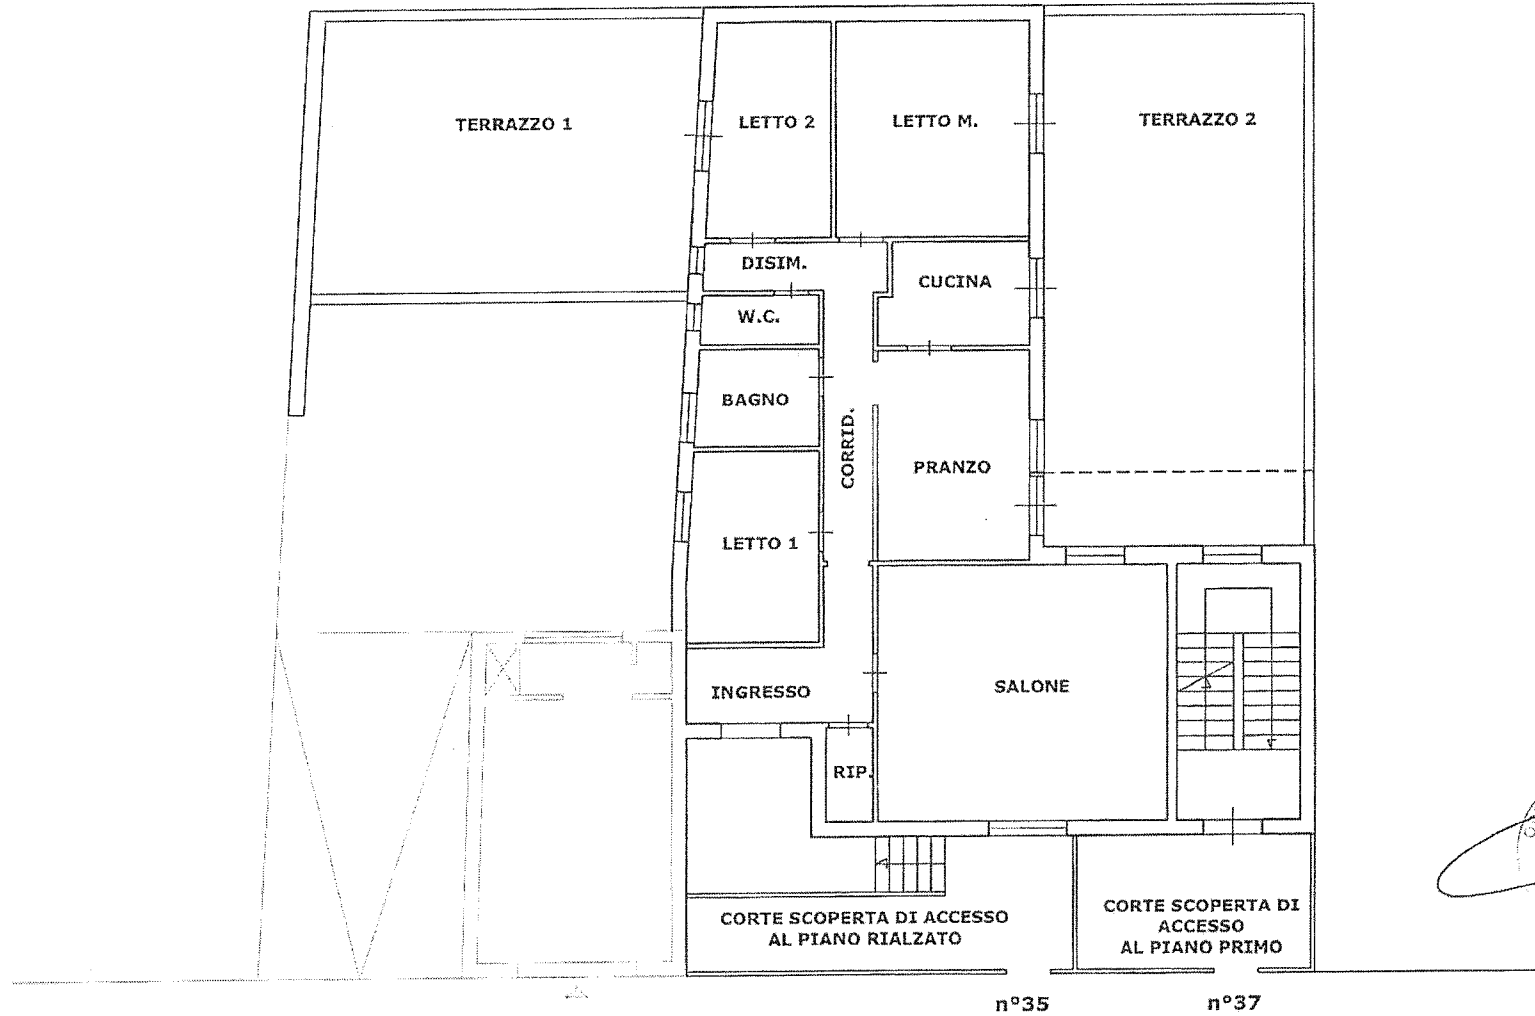 TERRAZZO 1
LETTO 2
LETTO M.
TERRAZZO 2
DISIM.
CUCINA
W.C.
BAGNO
CORRID.
PRANZO
LETTO 1
INGRESSO
SALONE
RIP.
CORTE SCOPERTA DI ACCESSO
AL PIANO RIALZATO
CORTE SCOPERTA DI
ACCESSO
AL PIANO PRIMO
n°35
n°37